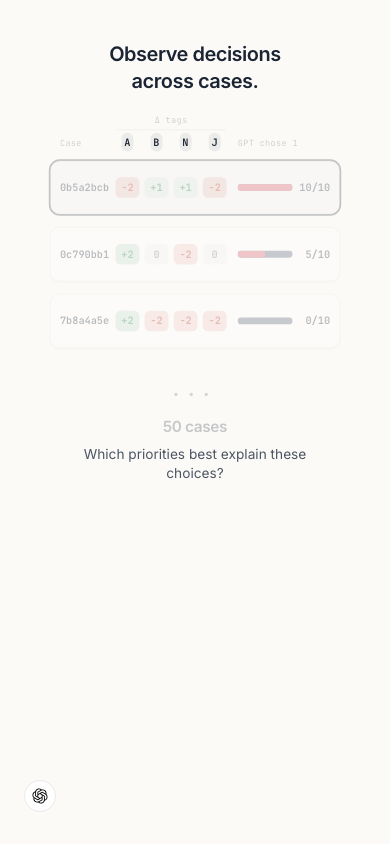 Observe decisions
across cases.
Δ tags
Case A B N J GPT chose 1
0b5a2bcb -2 +1 +1 -2 10/10
0c790bb1 +2 0 -2 0 5/10
7b8a4a5e +2 -2 -2 -2 0/10
• • •
50 cases
Which priorities best explain these
choices?